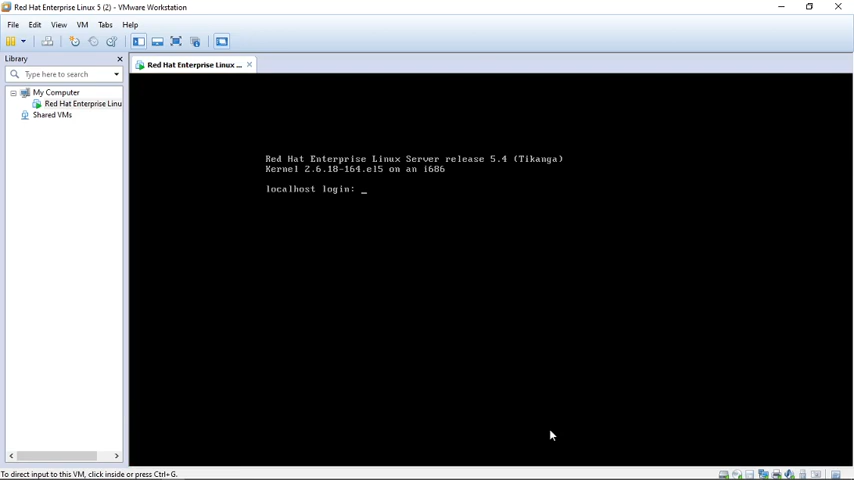 Red Hat Enterprise Linux 5 (2) - VMware Workstation
File Edit View VM Tabs Help
Library
Type here to search
Red Hat Enterprise Linux ...
My Computer
Red Hat Enterprise Linu
Shared VMs
Red Hat Enterprise Linux Server release 5.4 (Tikanga)
Kernel 2.6.18-164.el5 on an i686
localhost login: _
To direct input to this VM, click inside or press Ctrl+G.